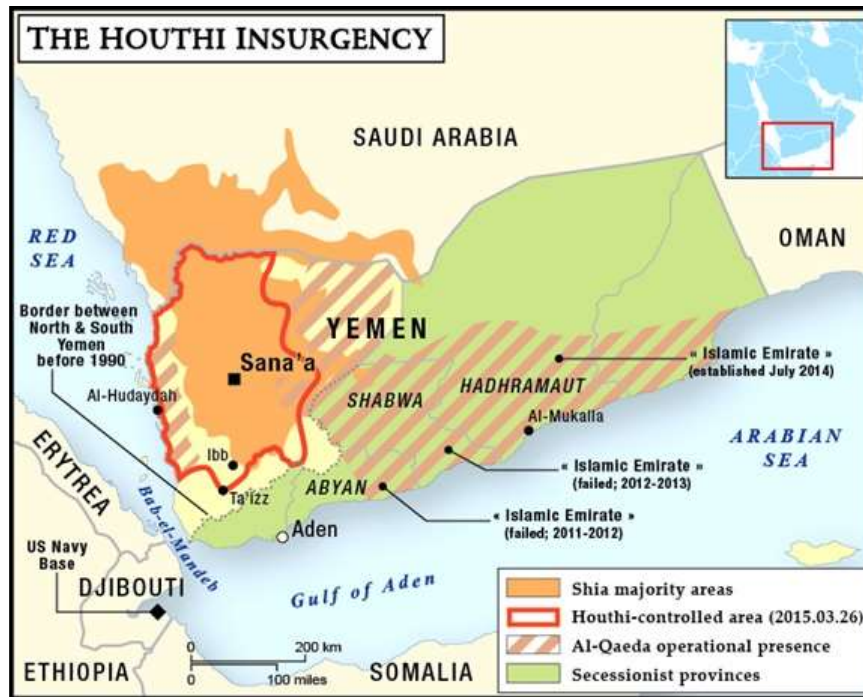 THE HOUTHI INSURGENCY
SAUDI ARABIA
RED
SEA
OMAN
Border between
North & South
Yemen
before 1990
YEMEN
Sana'a
« Islamic Emirate »
(established July 2014)
HADHRAMAUT
SHABWA
Al-Hudaydah
Al-Mukalla
ARABIAN
SEA
Ibb
« Islamic Emirate »
(failed; 2012-2013)
ERYTREA
Ta'izz
ABYAN
« Islamic Emirate »
(failed; 2011-2012)
Bab-el-Mandeb
Aden
US Navy
Base
DJIBOUTI
Gulf of Aden
Shia majority areas
Houthi-controlled area (2015.03.26)
Al-Qaeda operational presence
Secessionist provinces
0 200 km
0 100 miles
ETHIOPIA
SOMALIA